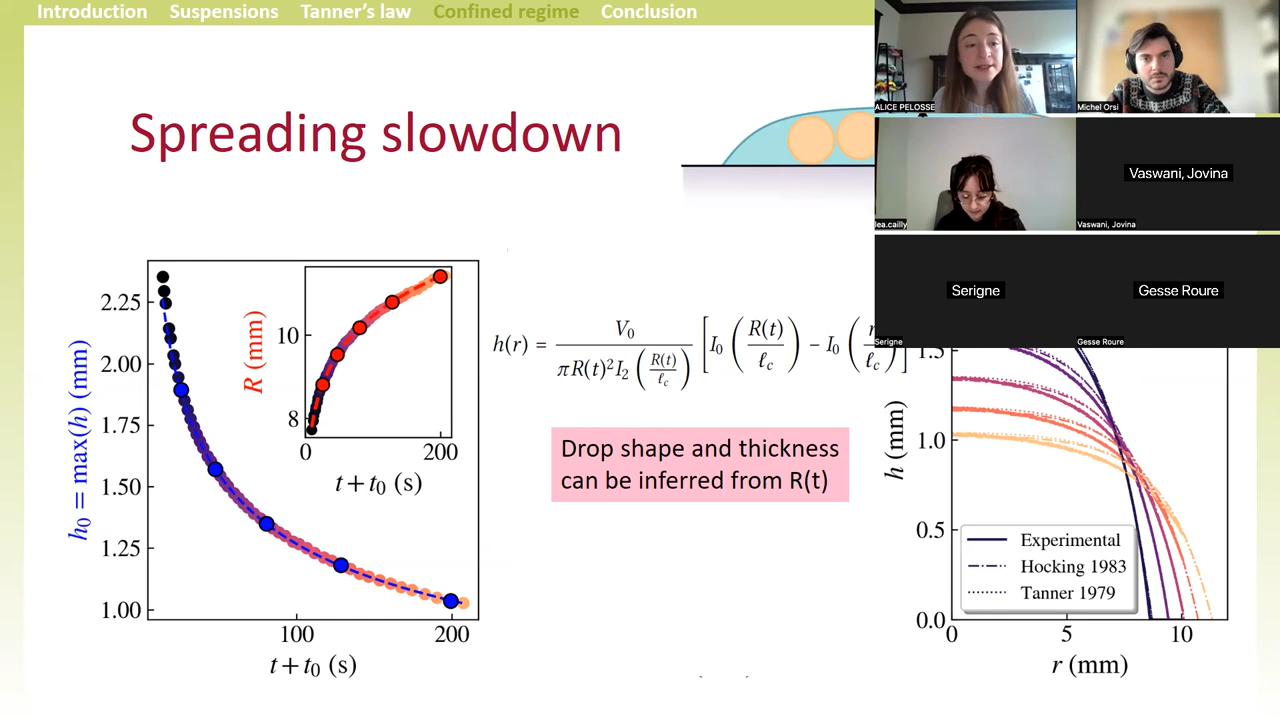 Introduction Suspensions Tanner's law Confined regime Conclusion
Spreading slowdown
ALICE PELOSSE
Michel Orsi
lea.cailly
Vaswani, Jovina
Vaswani, Jovina
Serigne
Serigne
Gesse Roure
Gesse Roure
h₀ = max(h) (mm)
2.25
2.00
1.75
1.50
1.25
1.00
100
200
t + t₀ (s)
R (mm)
10
8
0
200
t + t₀ (s)
h(r) = V₀ / πR(t)² I₂ (R(t)/ℓc) [I₀ (R(t)/ℓc) − I₀ (r/ℓc)]
Drop shape and thickness
can be inferred from R(t)
h (mm)
1.5
1.0
0.5
0.0
0
5
10
r (mm)
Experimental
Hocking 1983
Tanner 1979